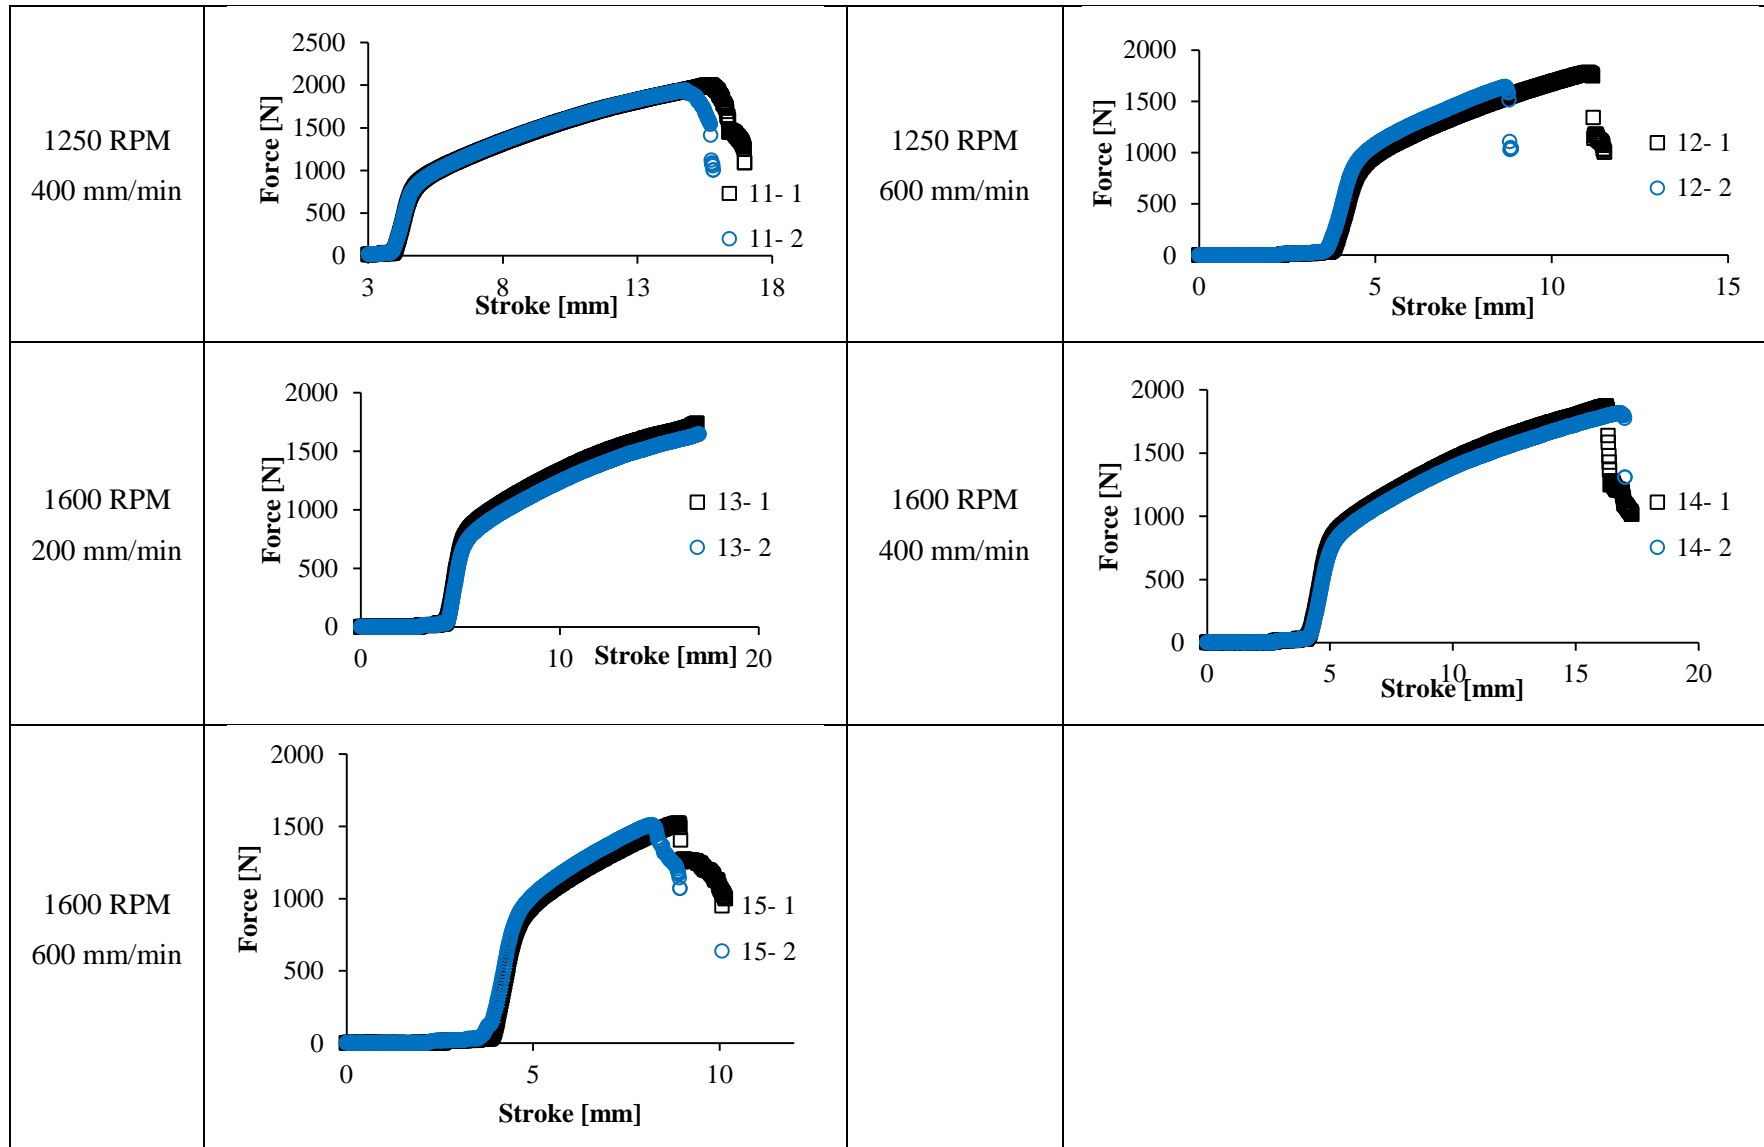 1250 RPM
400 mm/min
Force [N]
2500
2000
1500
1000
500
0
3
8
13
18
Stroke [mm]
11- 1
11- 2
1250 RPM
600 mm/min
Force [N]
2000
1500
1000
500
0
0
5
10
15
Stroke [mm]
12- 1
12- 2
1600 RPM
200 mm/min
Force [N]
2000
1500
1000
500
0
0
10
20
Stroke [mm]
13- 1
13- 2
1600 RPM
400 mm/min
Force [N]
2000
1500
1000
500
0
0
5
10
15
20
Stroke [mm]
14- 1
14- 2
1600 RPM
600 mm/min
Force [N]
2000
1500
1000
500
0
0
5
10
Stroke [mm]
15- 1
15- 2